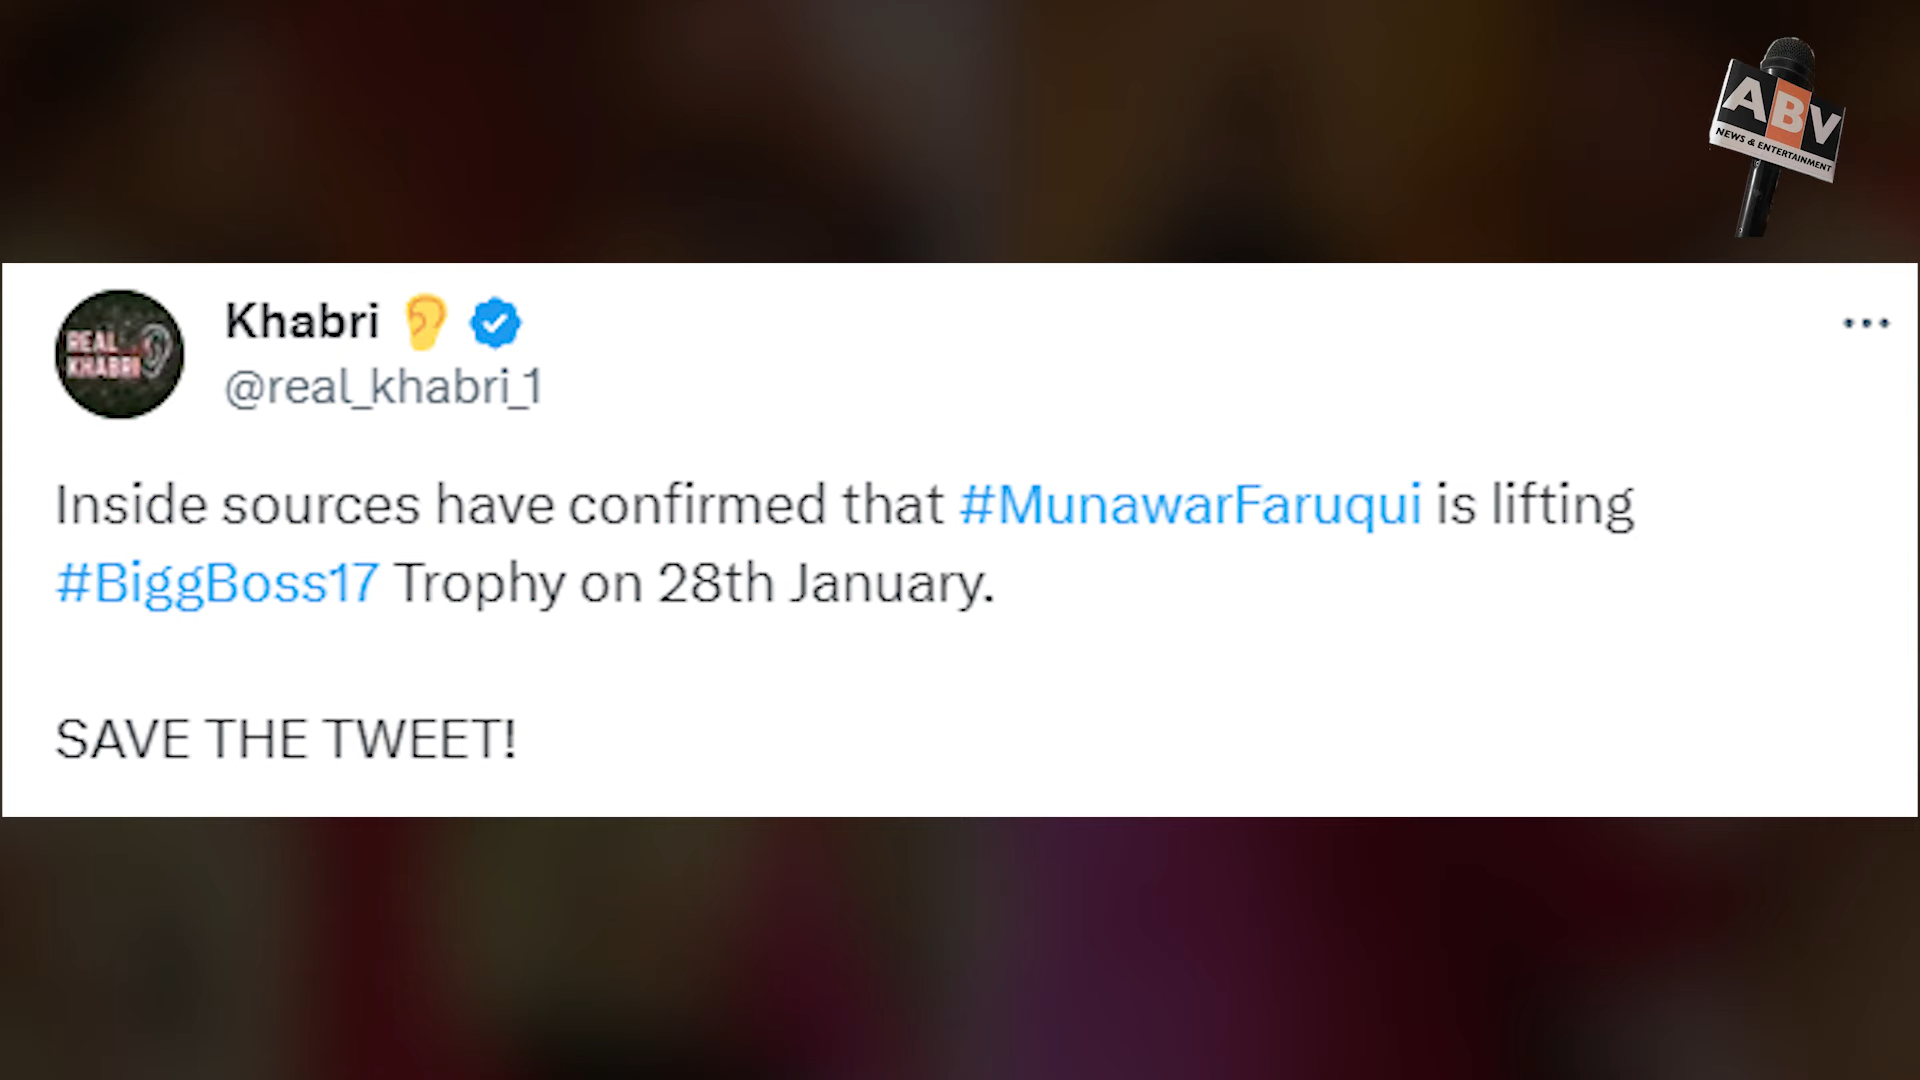 ABV
NEWS & ENTERTAINMENT
REAL
KHABRI
Khabri
@real_khabri_1
Inside sources have confirmed that #MunawarFaruqui is lifting
#BiggBoss17 Trophy on 28th January.
SAVE THE TWEET!